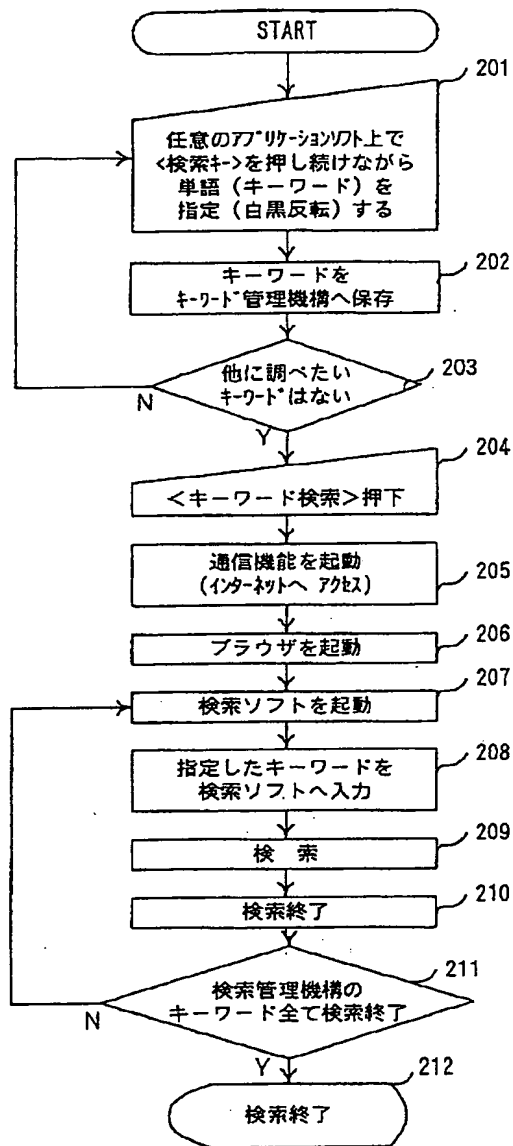 START
201
任意のｱﾌﾟﾘｹｰｼｮﾝｿﾌﾄ上で
<検索ｷｰ>を押し続けながら
単語（キーワード）を
指定（白黒反転）する
202
キーワードを
ｷｰﾜｰﾄﾞ管理機構へ保存
203
他に調べたい
ｷｰﾜｰﾄﾞはない
N
Y
204
＜キーワード検索＞押下
205
通信機能を起動
(ｲﾝﾀｰﾈｯﾄへ ｱｸｾｽ)
206
ブラウザを起動
207
検索ソフトを起動
208
指定したキーワードを
検索ソフトへ入力
209
検 索
210
検索終了
211
検索管理機構の
キーワード全て検索終了
N
Y
212
検索終了